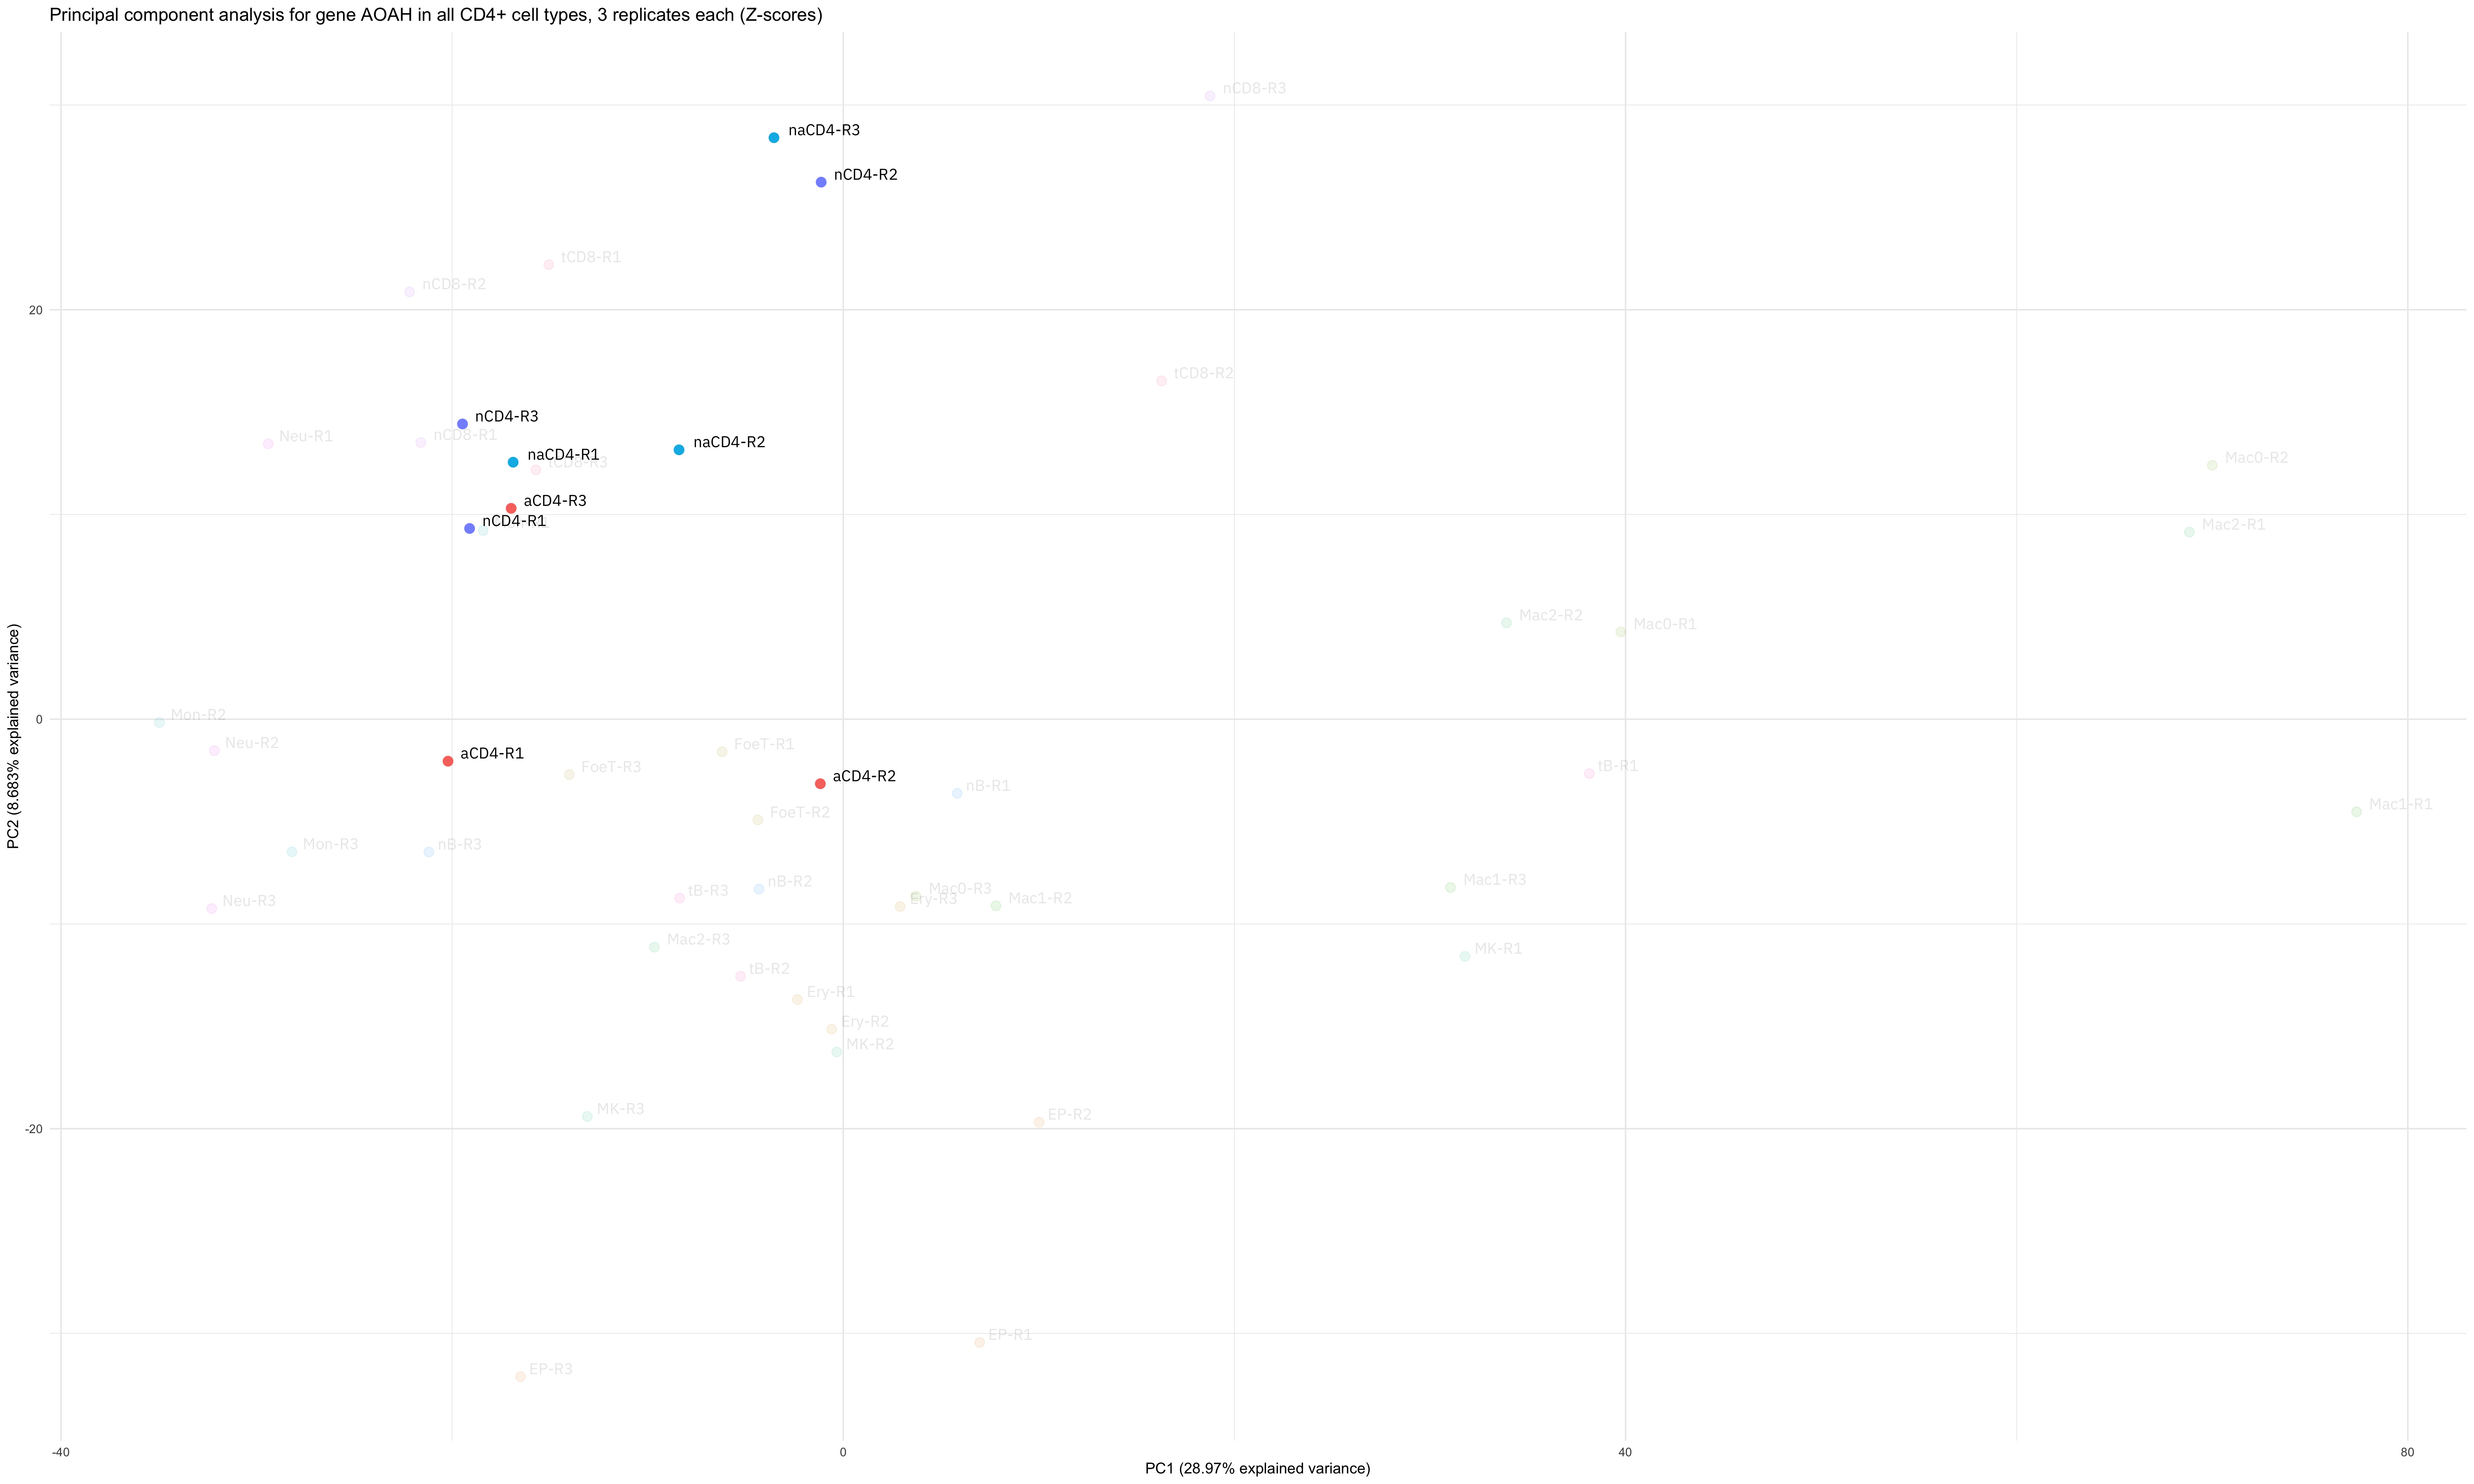 Principal component analysis for gene AOAH in all CD4+ cell types, 3 replicates each (Z-scores)
nCD8-R3
naCD4-R3
nCD4-R2
tCD8-R1
nCD8-R2
20
tCD8-R2
nCD4-R3
Neu-R1
nCD8-R1
naCD4-R2
naCD4-R1
tCD8-R3
Mac0-R2
aCD4-R3
nCD4-R1
Mac2-R1
Mac2-R2
Mac0-R1
Mon-R2
0
Neu-R2
FoeT-R1
aCD4-R1
FoeT-R3
tB-R1
aCD4-R2
nB-R1
Mac1-R1
FoeT-R2
PC2 (8.683% explained variance)
Mon-R3
nB-R3
Mac1-R3
nB-R2
Mac0-R3
tB-R3
Ery-R3
Mac1-R2
Neu-R3
Mac2-R3
MK-R1
tB-R2
Ery-R1
Ery-R2
MK-R2
MK-R3
EP-R2
-20
EP-R1
EP-R3
-40
0
40
80
PC1 (28.97% explained variance)